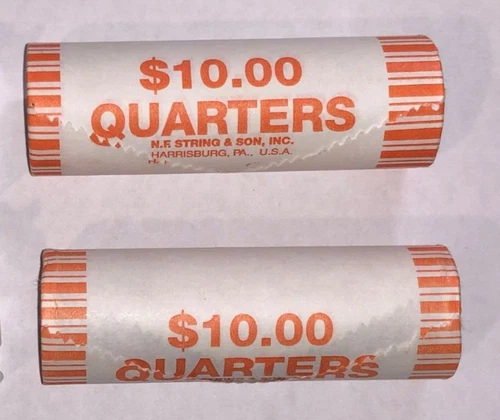 $10.00
QUARTERS
N.F. STRING & SON, INC.
HARRISBURG, PA., U.S.A.
$10.00
QUARTERS